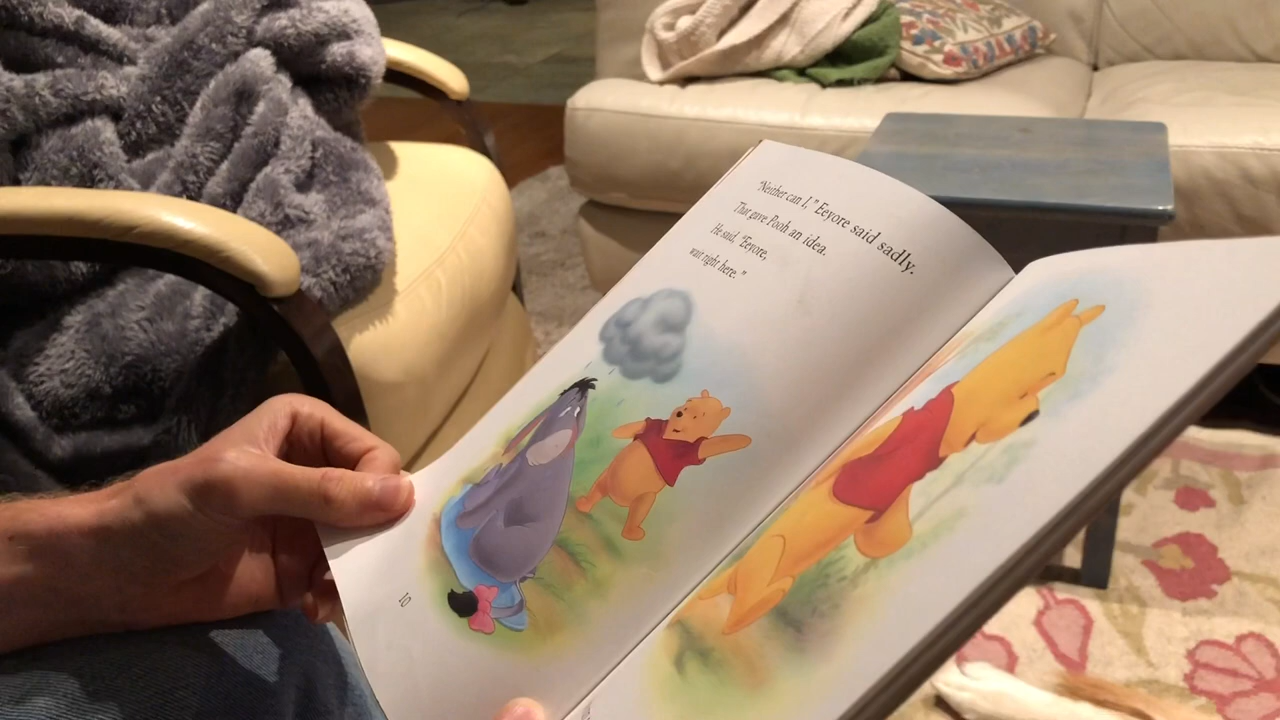 "Neither can I," Eeyore said sadly.
That gave Pooh an idea.
He said, "Eeyore,
wait right here."
10